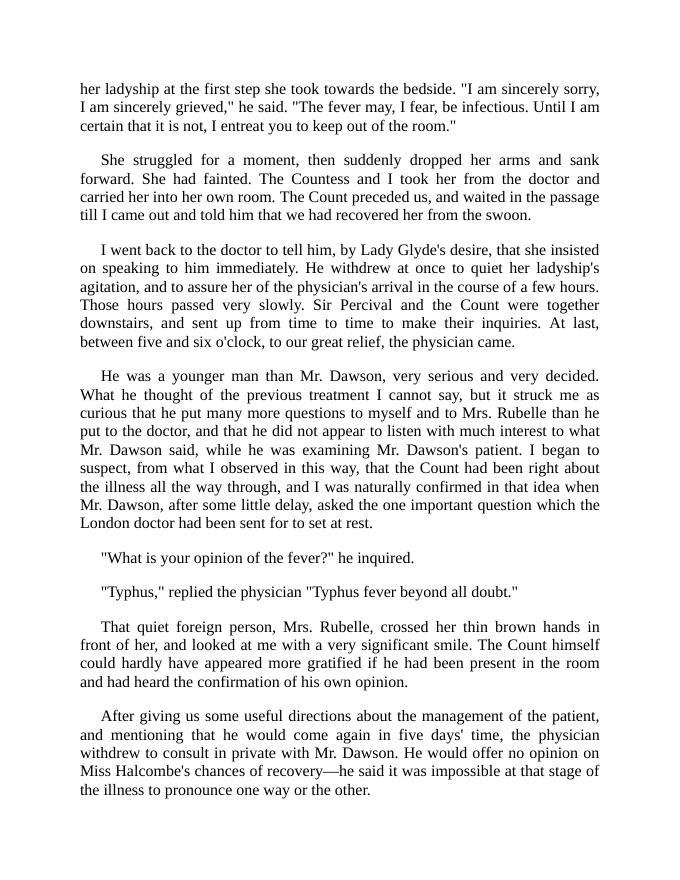 her ladyship at the first step she took towards the bedside. "I am sincerely sorry,
I am sincerely grieved," he said. "The fever may, I fear, be infectious. Until I am
certain that it is not, I entreat you to keep out of the room."
She struggled for a moment, then suddenly dropped her arms and sank
forward. She had fainted. The Countess and I took her from the doctor and
carried her into her own room. The Count preceded us, and waited in the passage
till I came out and told him that we had recovered her from the swoon.
I went back to the doctor to tell him, by Lady Glyde's desire, that she insisted
on speaking to him immediately. He withdrew at once to quiet her ladyship's
agitation, and to assure her of the physician's arrival in the course of a few hours.
Those hours passed very slowly. Sir Percival and the Count were together
downstairs, and sent up from time to time to make their inquiries. At last,
between five and six o'clock, to our great relief, the physician came.
He was a younger man than Mr. Dawson, very serious and very decided.
What he thought of the previous treatment I cannot say, but it struck me as
curious that he put many more questions to myself and to Mrs. Rubelle than he
put to the doctor, and that he did not appear to listen with much interest to what
Mr. Dawson said, while he was examining Mr. Dawson's patient. I began to
suspect, from what I observed in this way, that the Count had been right about
the illness all the way through, and I was naturally confirmed in that idea when
Mr. Dawson, after some little delay, asked the one important question which the
London doctor had been sent for to set at rest.
"What is your opinion of the fever?" he inquired.
"Typhus," replied the physician "Typhus fever beyond all doubt."
That quiet foreign person, Mrs. Rubelle, crossed her thin brown hands in
front of her, and looked at me with a very significant smile. The Count himself
could hardly have appeared more gratified if he had been present in the room
and had heard the confirmation of his own opinion.
After giving us some useful directions about the management of the patient,
and mentioning that he would come again in five days' time, the physician
withdrew to consult in private with Mr. Dawson. He would offer no opinion on
Miss Halcombe's chances of recovery—he said it was impossible at that stage of
the illness to pronounce one way or the other.